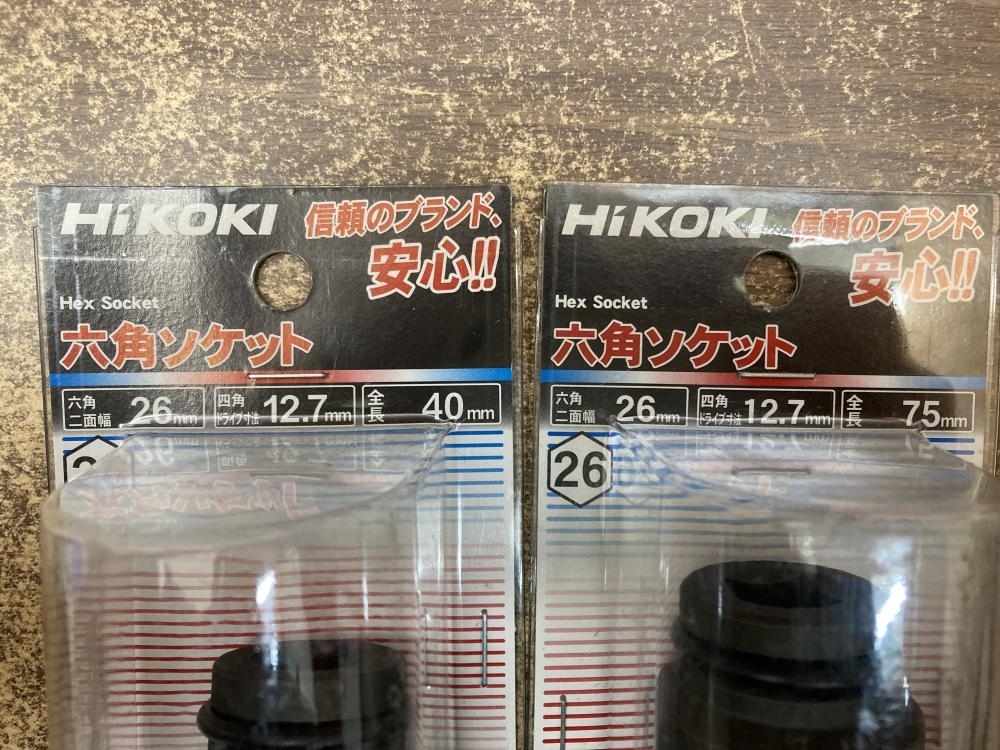 HiKOKI
信頼のブランド、
安心!!
Hex Socket
六角ソケット
六角二面幅 26mm 四角ドライブ寸法 12.7mm 全長 40mm
HiKOKI
信頼のブランド、
安心!!
Hex Socket
六角ソケット
六角二面幅 26mm 四角ドライブ寸法 12.7mm 全長 75mm
26